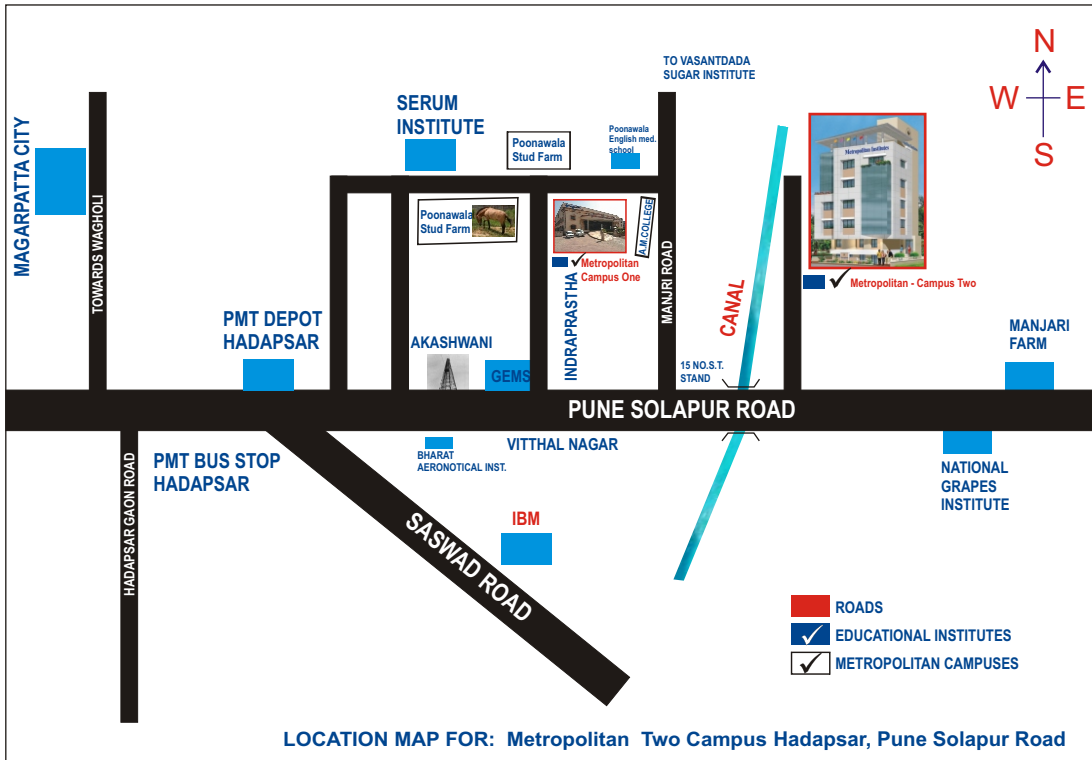 TO VASANTDADA
SUGAR INSTITUTE
N
W E
S
SERUM
INSTITUTE
Poonawala
Stud Farm
Poonawala
English med.
school
MAGARPATTA CITY
TOWARDS WAGHOLI
Metropolitan Institutes
Poonawala
Stud Farm
A.M.COLLEGE
Metropolitan
Campus One
Metropolitan - Campus Two
INDRAPRASTHA
MANJRI ROAD
CANAL
PMT DEPOT
HADAPSAR
AKASHWANI
GEMS
15 NO.S.T.
STAND
MANJARI
FARM
PUNE SOLAPUR ROAD
HADAPSAR GAON ROAD
PMT BUS STOP
HADAPSAR
BHARAT
AERONOTICAL INST.
VITTHAL NAGAR
NATIONAL
GRAPES
INSTITUTE
SASWAD ROAD
IBM
ROADS
EDUCATIONAL INSTITUTES
METROPOLITAN CAMPUSES
LOCATION MAP FOR: Metropolitan Two Campus Hadapsar, Pune Solapur Road